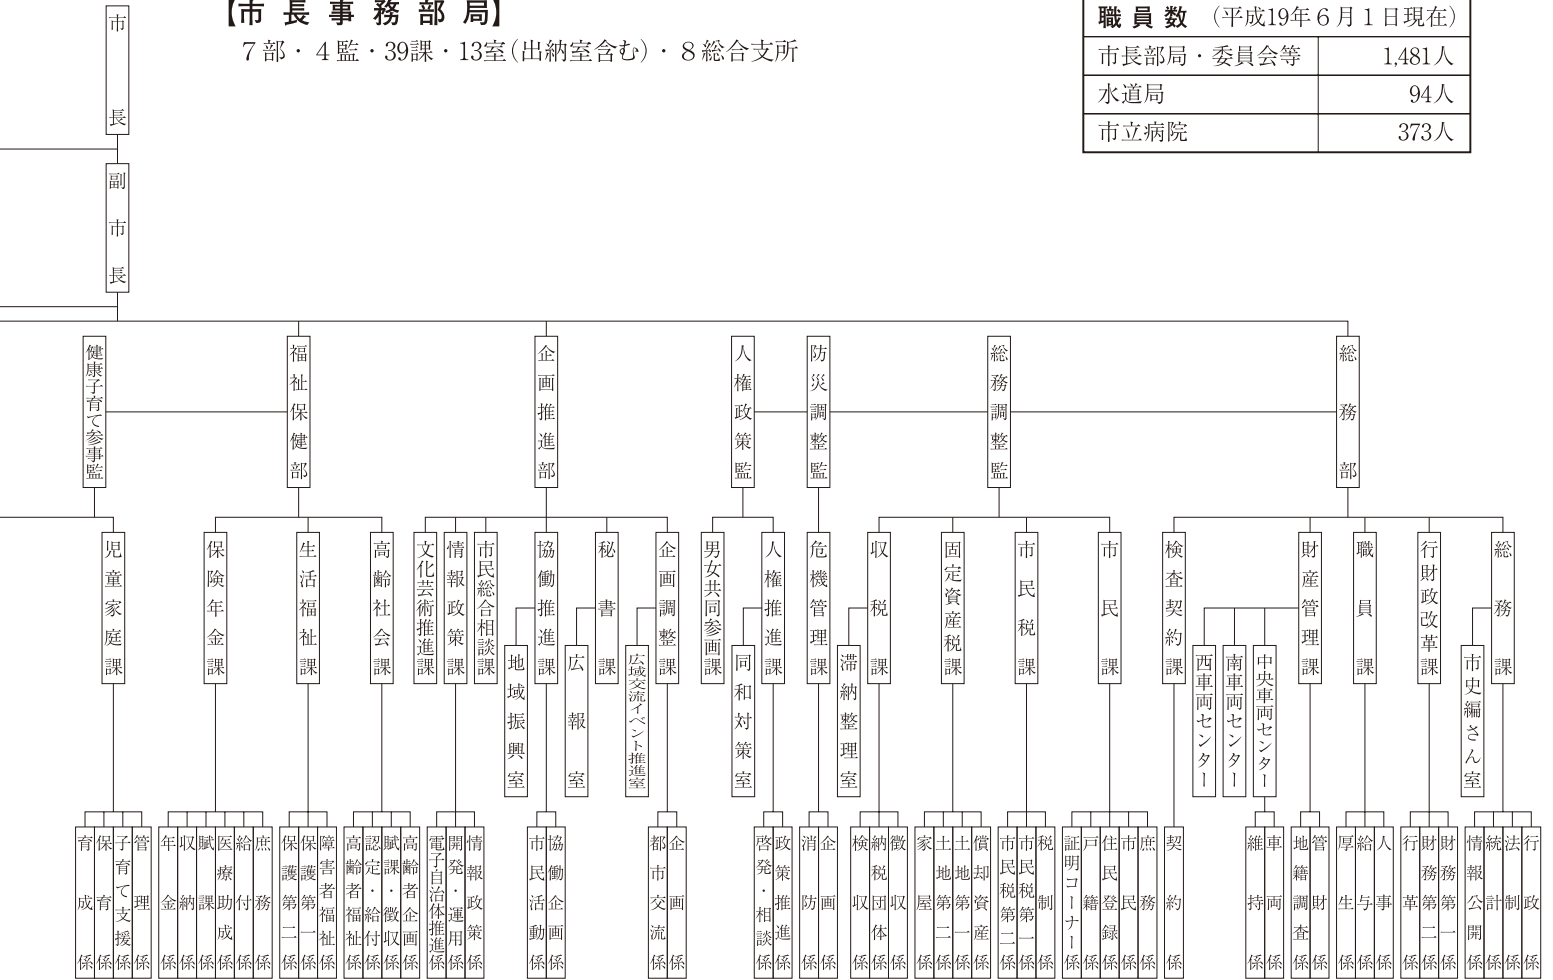 【市長事務部局】
７部・４監・39課・13室（出納室含む）・８総合支所
職員数 （平成19年６月１日現在）
市長部局・委員会等 1,481人
水道局 94人
市立病院 373人
市長
副市長
総務部
総務調整監
防災調整監
人権政策監
企画推進部
福祉保健部
健康子育て参事監
総務課
行財政改革課
職員課
財産管理課
検査契約課
市民課
市民税課
固定資産税課
収税課
危機管理課
人権推進課
男女共同参画課
企画調整課
秘書課
協働推進課
市民総合相談課
情報政策課
文化芸術推進課
高齢社会課
生活福祉課
保険年金課
児童家庭課
市史編さん室
中央車両センター
南車両センター
西車両センター
滞納整理室
同和対策室
広域交流イベント推進室
広報室
地域振興室
行政係
法制係
統計係
情報公開係
財務第一係
財務第二係
行革係
人事係
給与係
厚生係
管財係
地籍調査係
車両係
維持係
契約係
庶務係
市民係
住民登録係
戸籍係
証明コーナー係
税制係
市民税第一係
市民税第二係
償却資産係
土地第一係
土地第二係
家屋係
徴収係
納税団体係
検収係
企画係
消防係
政策推進係
啓発・相談係
企画係
都市交流係
協働企画係
市民活動係
情報政策係
開発・運用係
電子自治体推進係
高齢者企画係
賦課・徴収係
認定・給付係
高齢者福祉係
障害者福祉係
保護第一係
保護第二係
庶務係
給付係
医療助成係
賦課係
収納係
年金係
管理係
子育て支援係
保育係
育成係